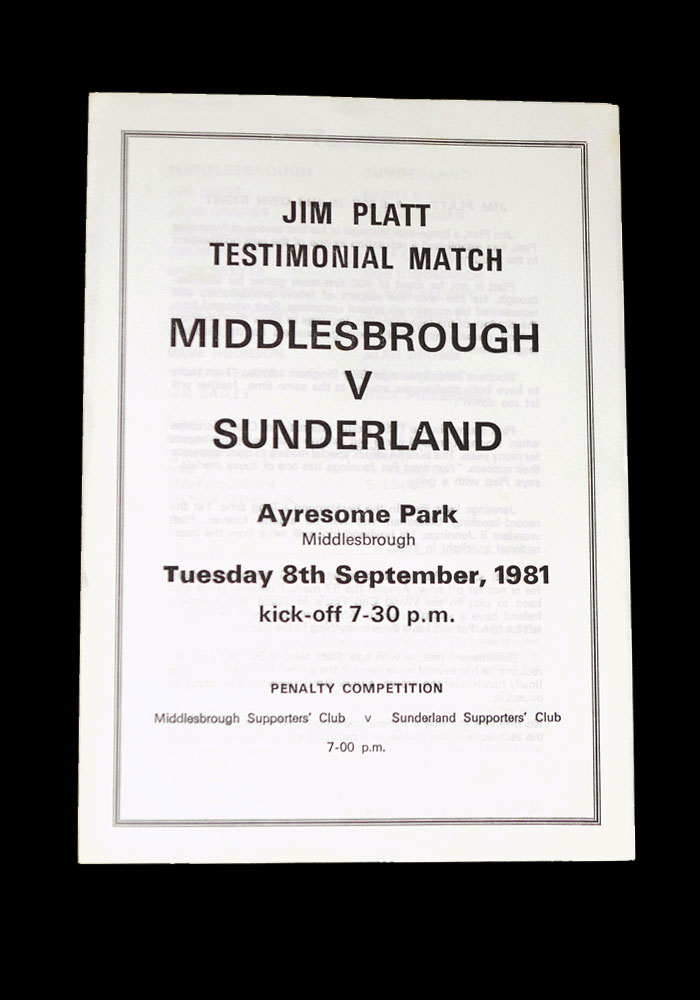 JIM PLATT
TESTIMONIAL MATCH
MIDDLESBROUGH
V
SUNDERLAND
Ayresome Park
Middlesbrough
Tuesday 8th September, 1981
kick-off 7-30 p.m.
PENALTY COMPETITION
Middlesbrough Supporters' Club v Sunderland Supporters' Club
7-00 p.m.